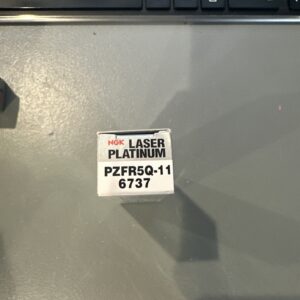 NGK LASER
PLATINUM
PZFR5Q-11
6737